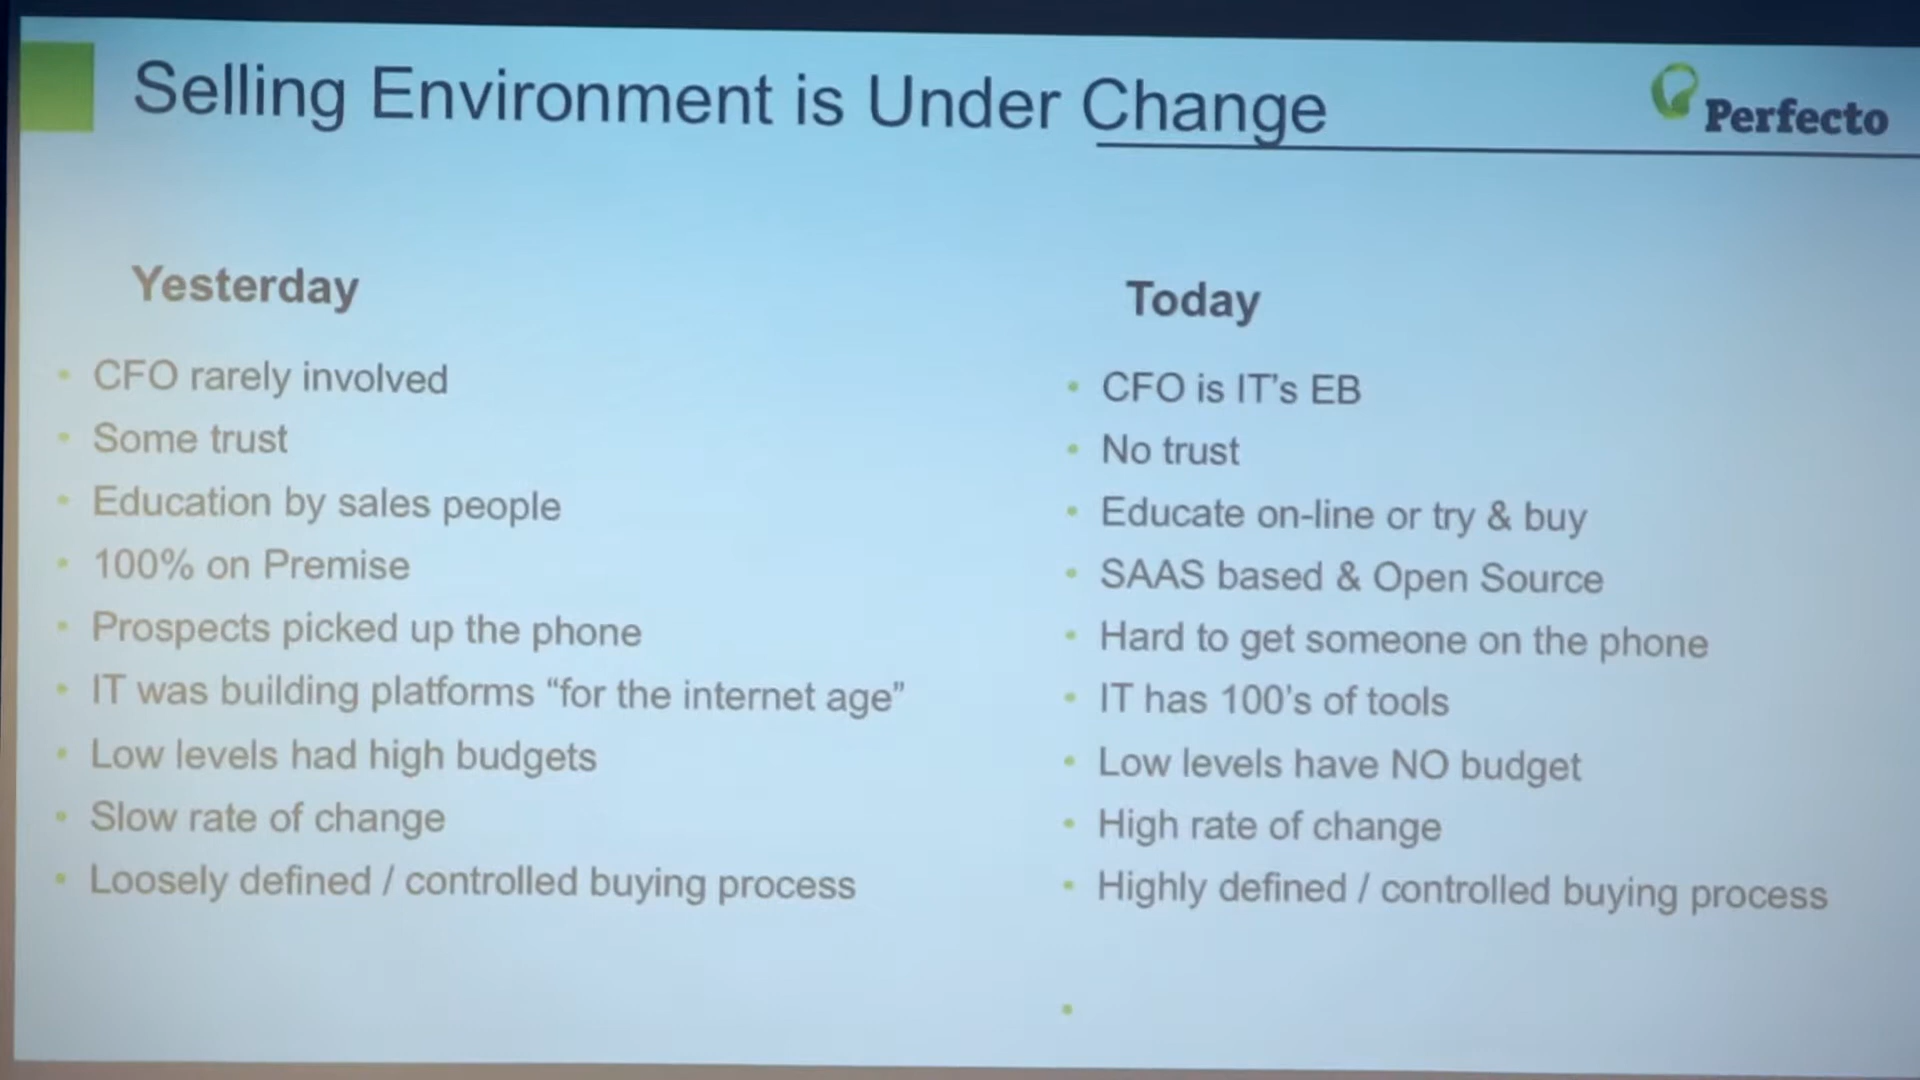 Selling Environment is Under Change
Perfecto
Yesterday
• CFO rarely involved
• Some trust
• Education by sales people
• 100% on Premise
• Prospects picked up the phone
• IT was building platforms “for the internet age”
• Low levels had high budgets
• Slow rate of change
• Loosely defined / controlled buying process
Today
• CFO is IT’s EB
• No trust
• Educate on-line or try & buy
• SAAS based & Open Source
• Hard to get someone on the phone
• IT has 100’s of tools
• Low levels have NO budget
• High rate of change
• Highly defined / controlled buying process
•